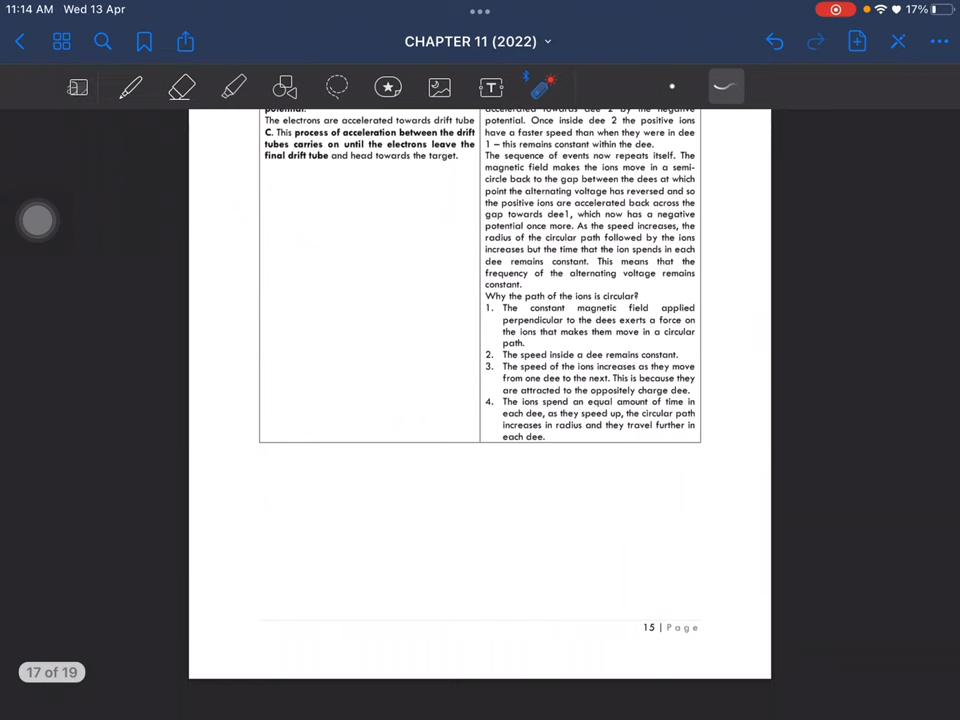 11:14 AM Wed 13 Apr
17%
CHAPTER 11 (2022)
potential.
The electrons are accelerated towards drift tube
C. This process of acceleration between the drift
tubes carries on until the electrons leave the
final drift tube and head towards the target.
accelerated towards dee 2 by the negative
potential. Once inside dee 2 the positive ions
have a faster speed than when they were in dee
1 – this remains constant within the dee.
The sequence of events now repeats itself. The
magnetic field makes the ions move in a semi-
circle back to the gap between the dees at which
point the alternating voltage has reversed and so
the positive ions are accelerated back across the
gap towards dee1, which now has a negative
potential once more. As the speed increases, the
radius of the circular path followed by the ions
increases but the time that the ion spends in each
dee remains constant. This means that the
frequency of the alternating voltage remains
constant.
Why the path of the ions is circular?
1. The constant magnetic field applied
perpendicular to the dees exerts a force on
the ions that makes them move in a circular
path.
2. The speed inside a dee remains constant.
3. The speed of the ions increases as they move
from one dee to the next. This is because they
are attracted to the oppositely charge dee.
4. The ions spend an equal amount of time in
each dee, as they speed up, the circular path
increases in radius and they travel further in
each dee.
15 | Page
17 of 19